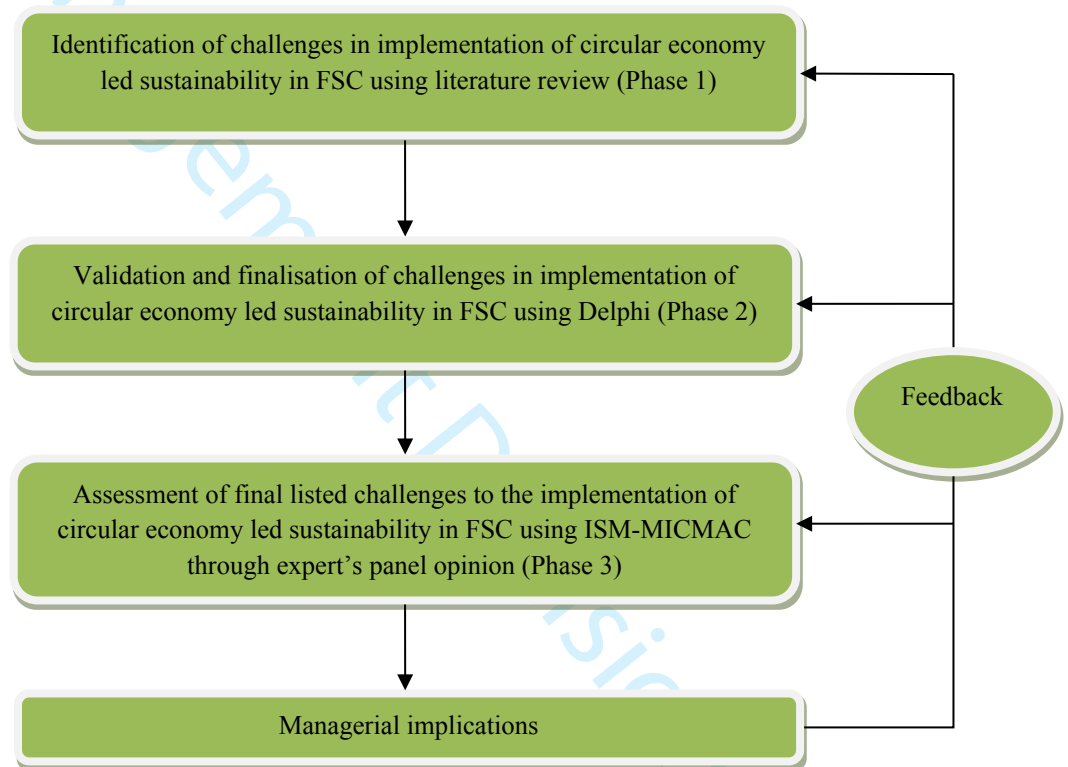 Identification of challenges in implementation of circular economy
led sustainability in FSC using literature review (Phase 1)
Validation and finalisation of challenges in implementation of
circular economy led sustainability in FSC using Delphi (Phase 2)
Feedback
Assessment of final listed challenges to the implementation of
circular economy led sustainability in FSC using ISM-MICMAC
through expert’s panel opinion (Phase 3)
Managerial implications